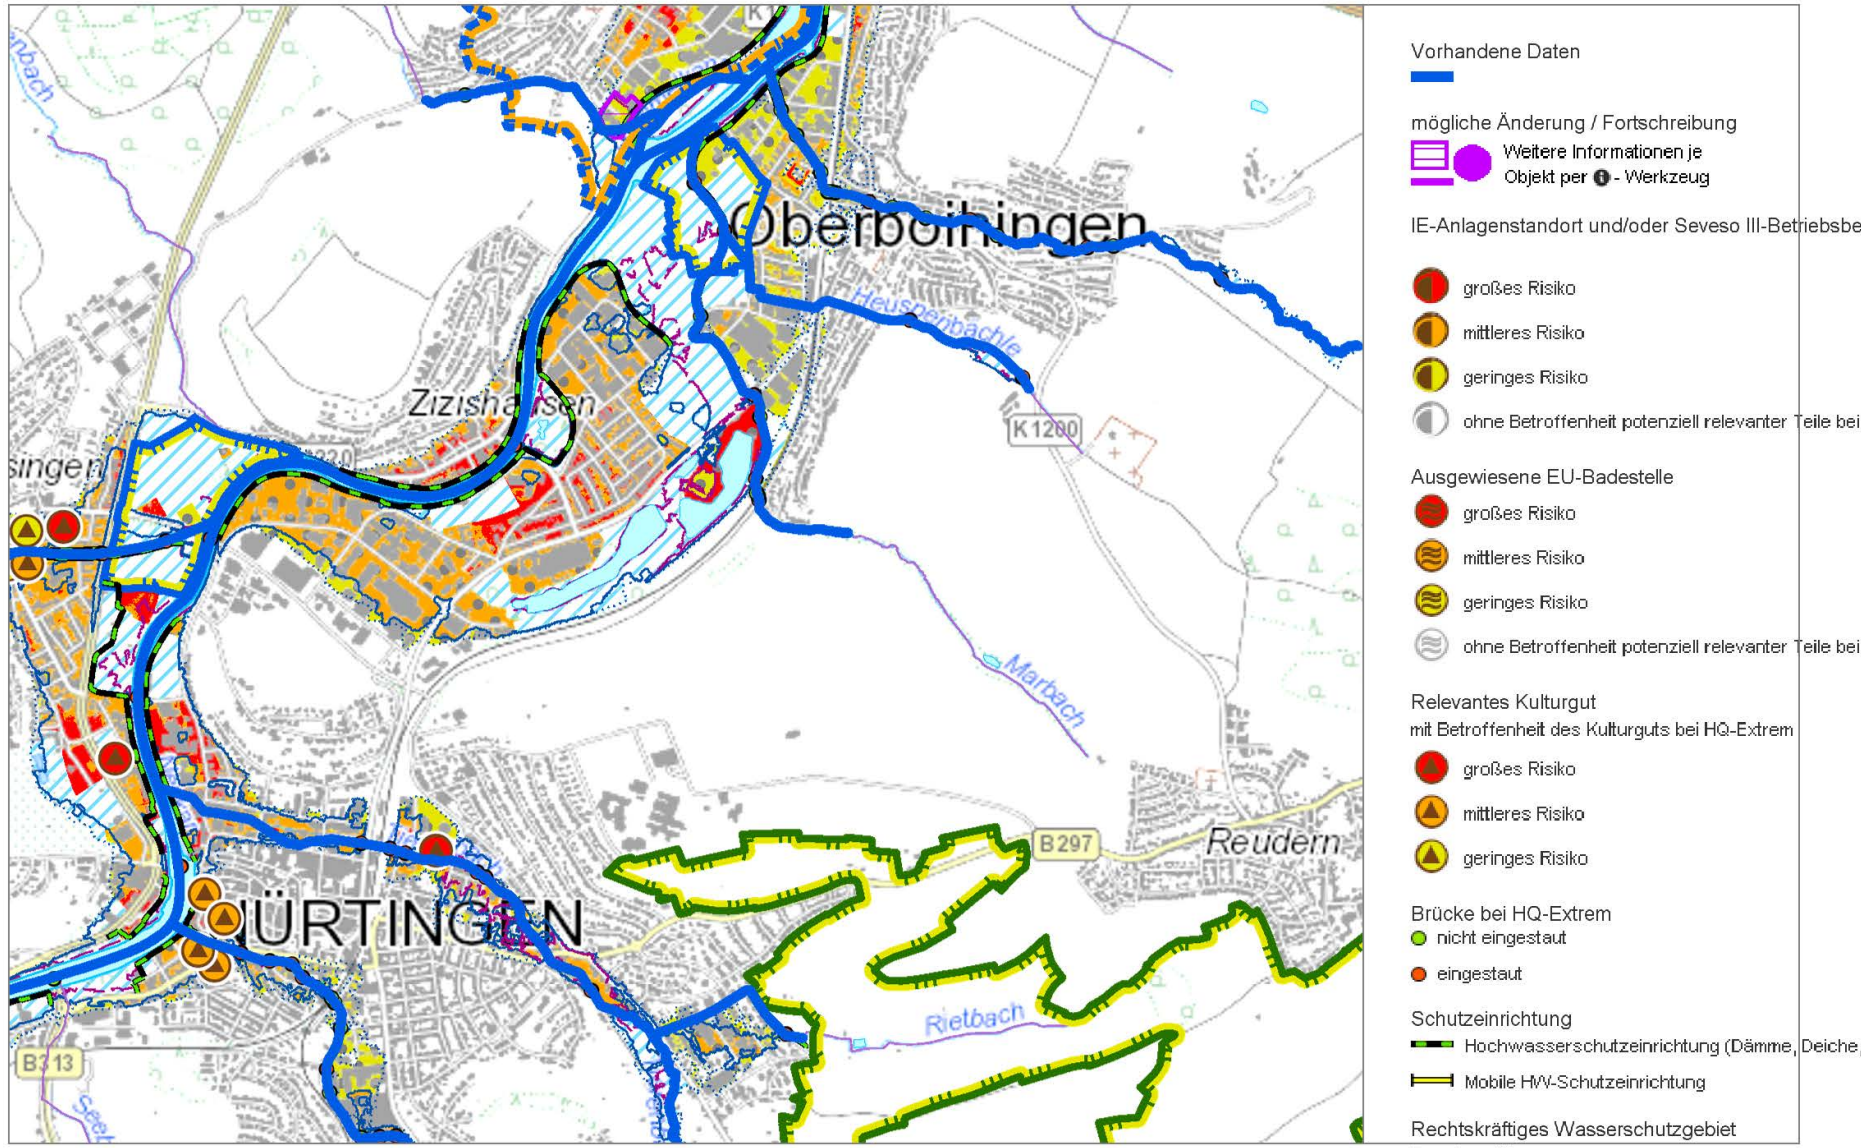 K1
enbach
Oberboihingen
Heuspenbächle
Zizishausen
singen
K 1200
Marbach
Reudern
B 297
NÜRTINGEN
Rietbach
B 313
Vorhandene Daten
mögliche Änderung / Fortschreibung
Weitere Informationen je
Objekt per i - Werkzeug
IE-Anlagenstandort und/oder Seveso III-Betriebsbe
großes Risiko
mittleres Risiko
geringes Risiko
ohne Betroffenheit potenziell relevanter Teile bei
Ausgewiesene EU-Badestelle
großes Risiko
mittleres Risiko
geringes Risiko
ohne Betroffenheit potenziell relevanter Teile bei
Relevantes Kulturgut
mit Betroffenheit des Kulturguts bei HQ-Extrem
großes Risiko
mittleres Risiko
geringes Risiko
Brücke bei HQ-Extrem
nicht eingestaut
eingestaut
Schutzeinrichtung
Hochwasserschutzeinrichtung (Dämme, Deiche,
Mobile HW-Schutzeinrichtung
Rechtskräftiges Wasserschutzgebiet